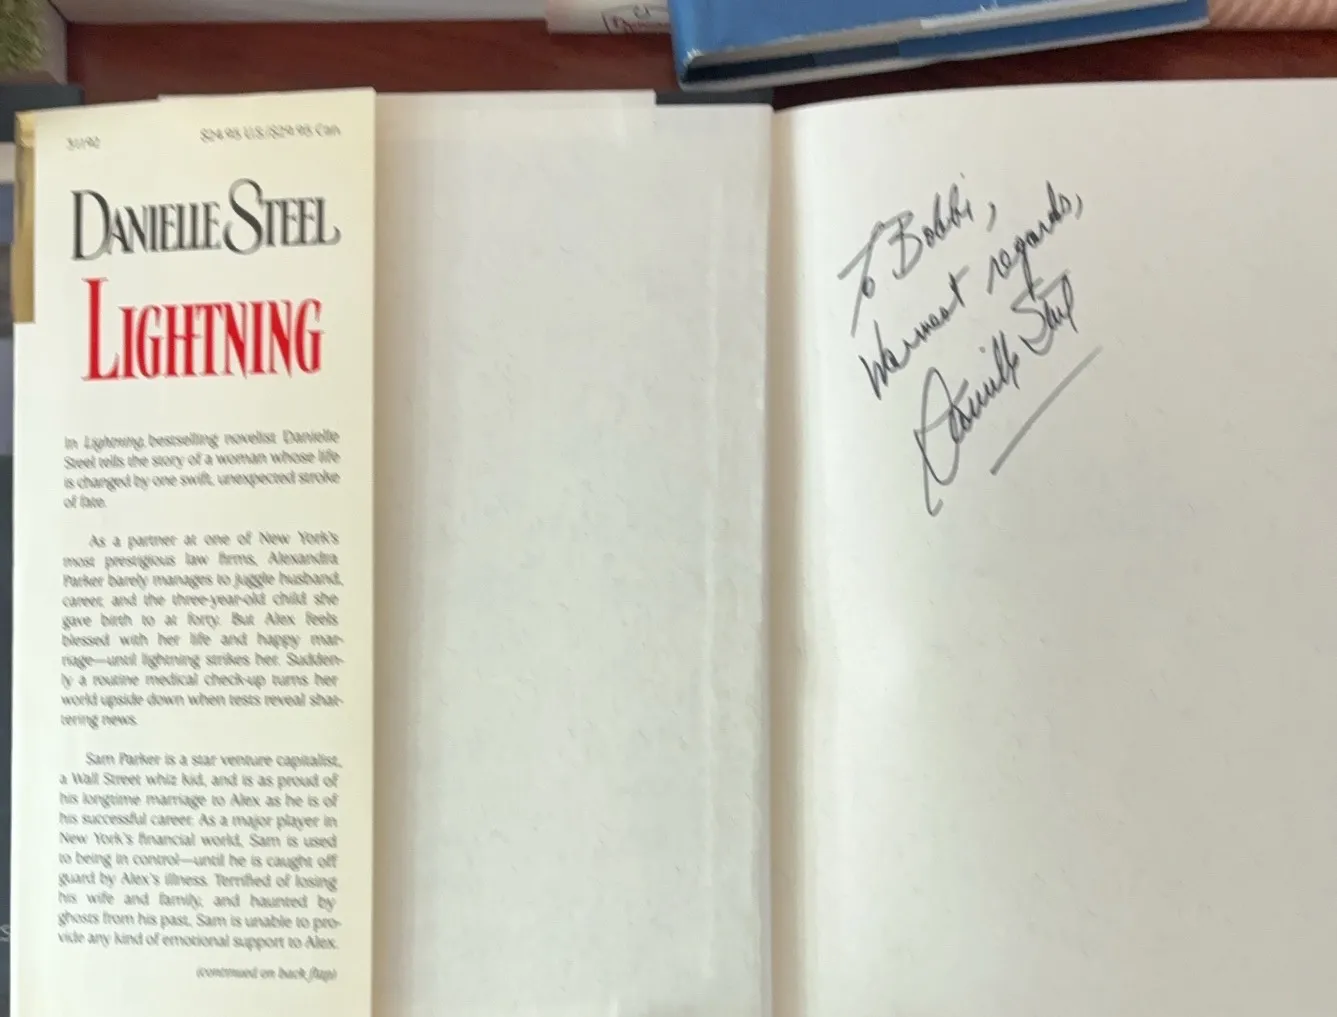 $24.95 U.S./$29.95 Can.
DANIELLE STEEL
LIGHTNING
In Lightning, bestselling novelist Danielle
Steel tells the story of a woman whose life
is changed by one swift, unexpected stroke
of fate.
As a partner at one of New York's
most prestigious law firms, Alexandra
Parker barely manages to juggle husband,
career, and the three-year-old child she
gave birth to at forty. But Alex feels
blessed with her life and happy mar-
riage—until lightning strikes her. Sudden-
ly a routine medical check-up turns her
world upside down when tests reveal shat-
tering news.
Sam Parker is a star venture capitalist,
a Wall Street whiz kid, and is as proud of
his longtime marriage to Alex as he is of
his successful career. As a major player in
New York's financial world, Sam is used
to being in control—until he is caught off
guard by Alex's illness. Terrified of losing
his wife and family, and haunted by
ghosts from his past, Sam is unable to pro-
vide any kind of emotional support to Alex.
(continued on back flap)
To Bobbi,
Warmest regards,
Danielle Steel